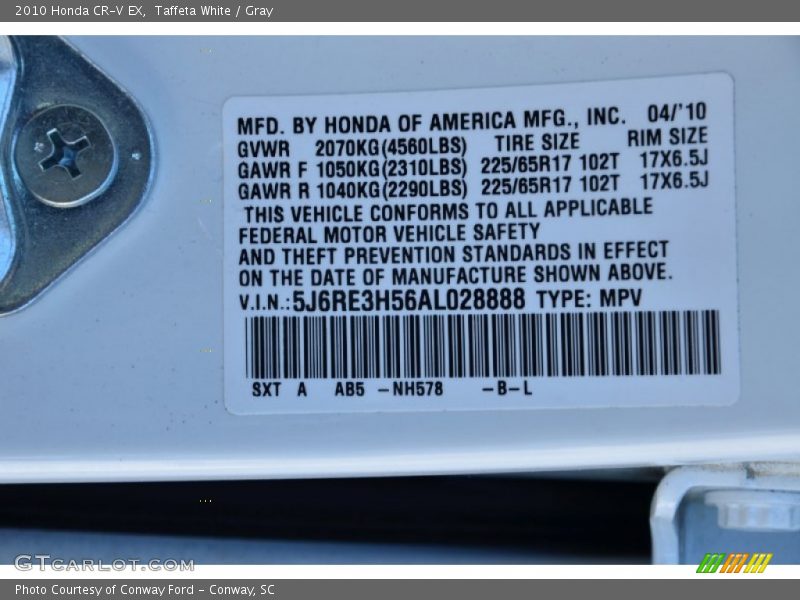 2010 Honda CR-V EX,  Taffeta White / Gray
MFD. BY HONDA OF AMERICA MFG., INC. 04/'10
GVWR 2070KG(4560LBS) TIRE SIZE RIM SIZE
GAWR F 1050KG(2310LBS) 225/65R17 102T 17X6.5J
GAWR R 1040KG(2290LBS) 225/65R17 102T 17X6.5J
THIS VEHICLE CONFORMS TO ALL APPLICABLE
FEDERAL MOTOR VEHICLE SAFETY
AND THEFT PREVENTION STANDARDS IN EFFECT
ON THE DATE OF MANUFACTURE SHOWN ABOVE.
V.I.N.:5J6RE3H56AL028888 TYPE: MPV
SXT A AB5 -NH578 -B-L
GTCARLOT.COM
Photo Courtesy of Conway Ford - Conway, SC